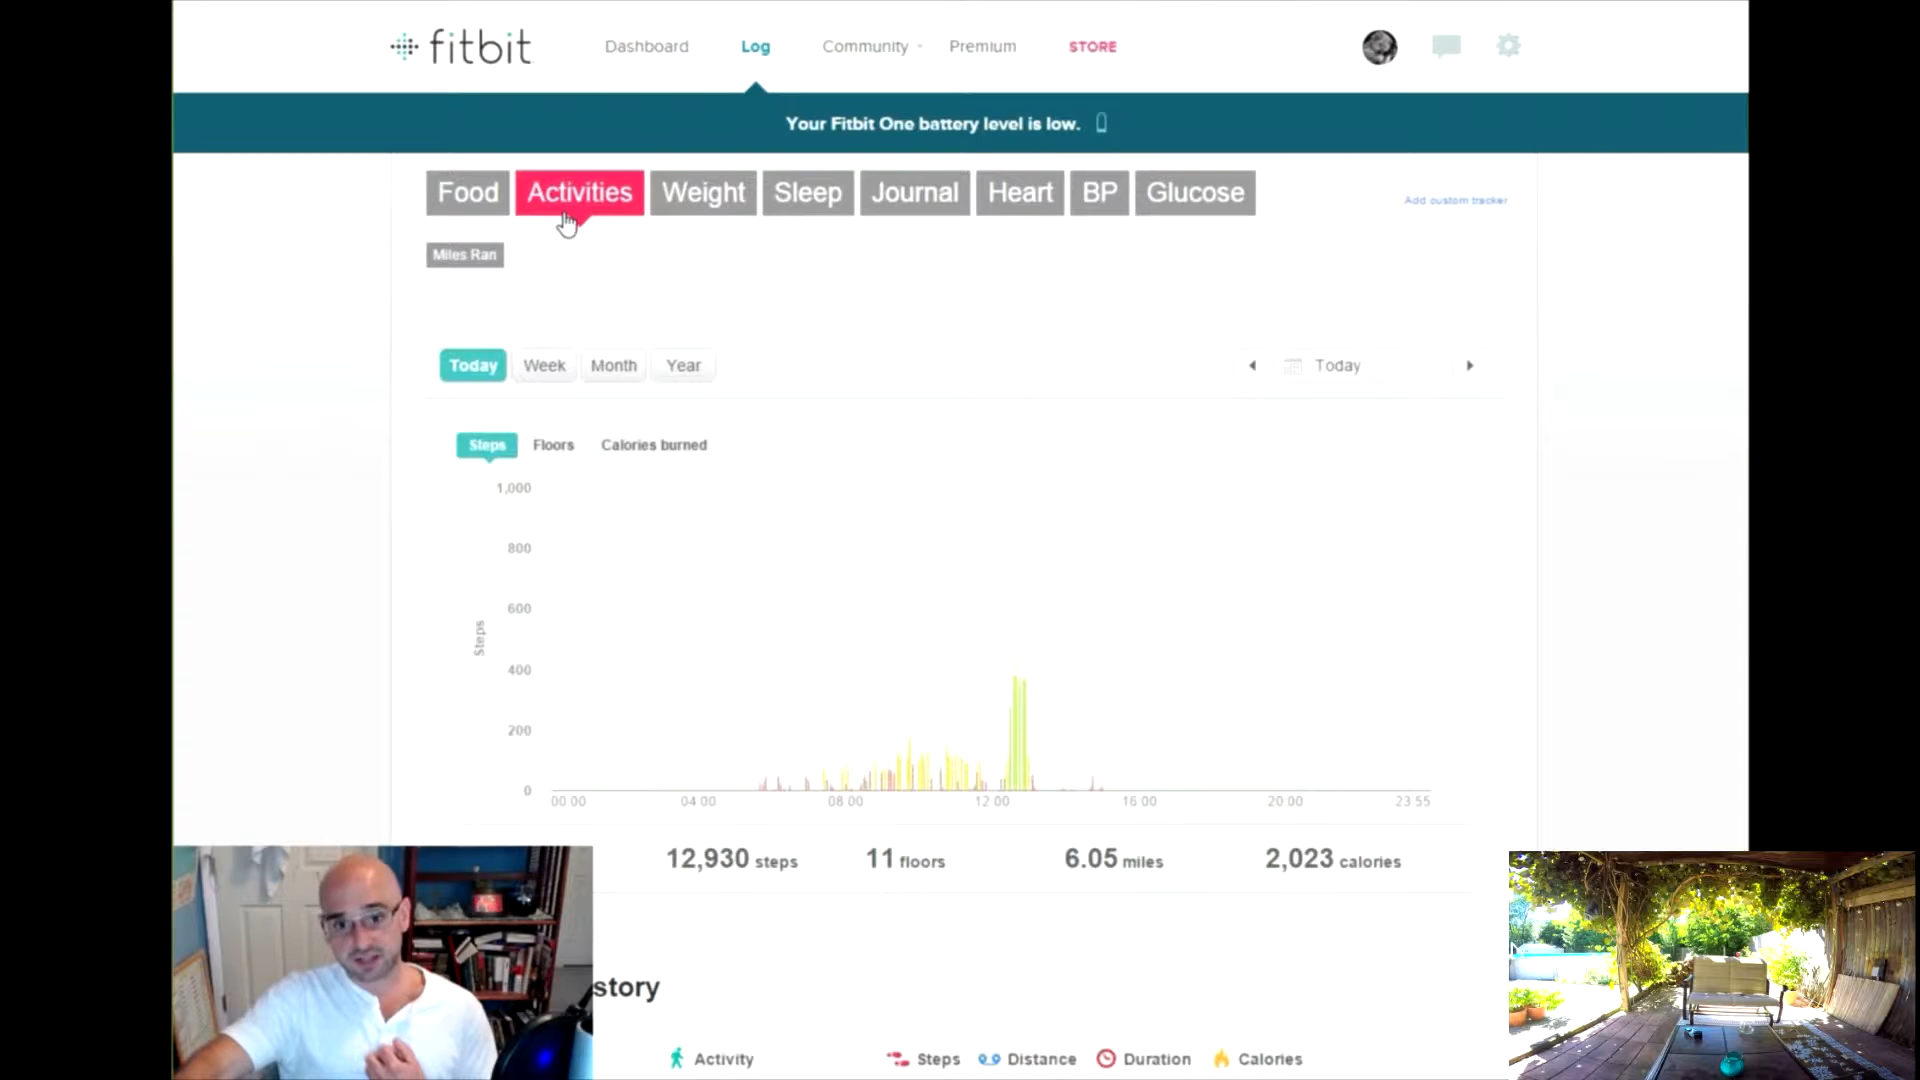 fitbit Dashboard Log Community Premium STORE
Your Fitbit One battery level is low.
Food Activities Weight Sleep Journal Heart BP Glucose
Add custom tracker
Miles Ran
Today Week Month Year Today
Steps Floors Calories burned
1,000
800
600
Steps
400
200
0
00 00 04 00 08 00 12 00 16 00 20 00 23 55
12,930 steps 11 floors 6.05 miles 2,023 calories
story
Activity Steps Distance Duration Calories